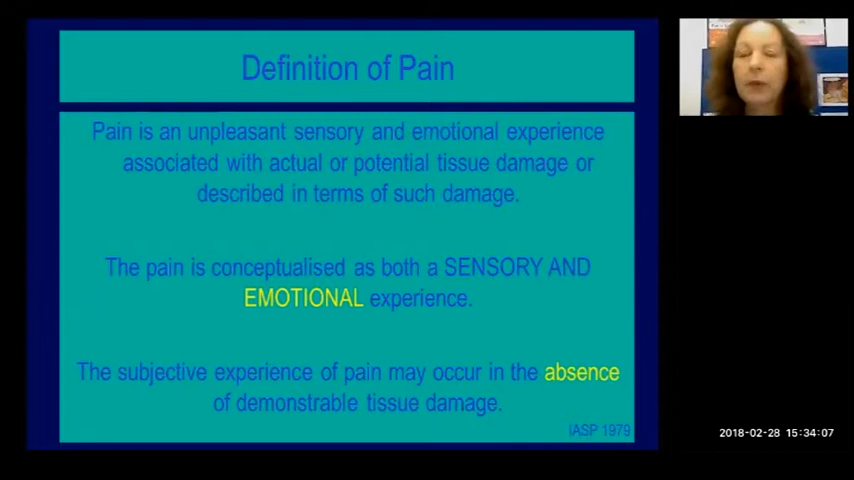 Definition of Pain
Pain is an unpleasant sensory and emotional experience
associated with actual or potential tissue damage or
described in terms of such damage.
The pain is conceptualised as both a SENSORY AND
EMOTIONAL experience.
The subjective experience of pain may occur in the absence
of demonstrable tissue damage.
IASP 1979
2018-02-28 15:34:07